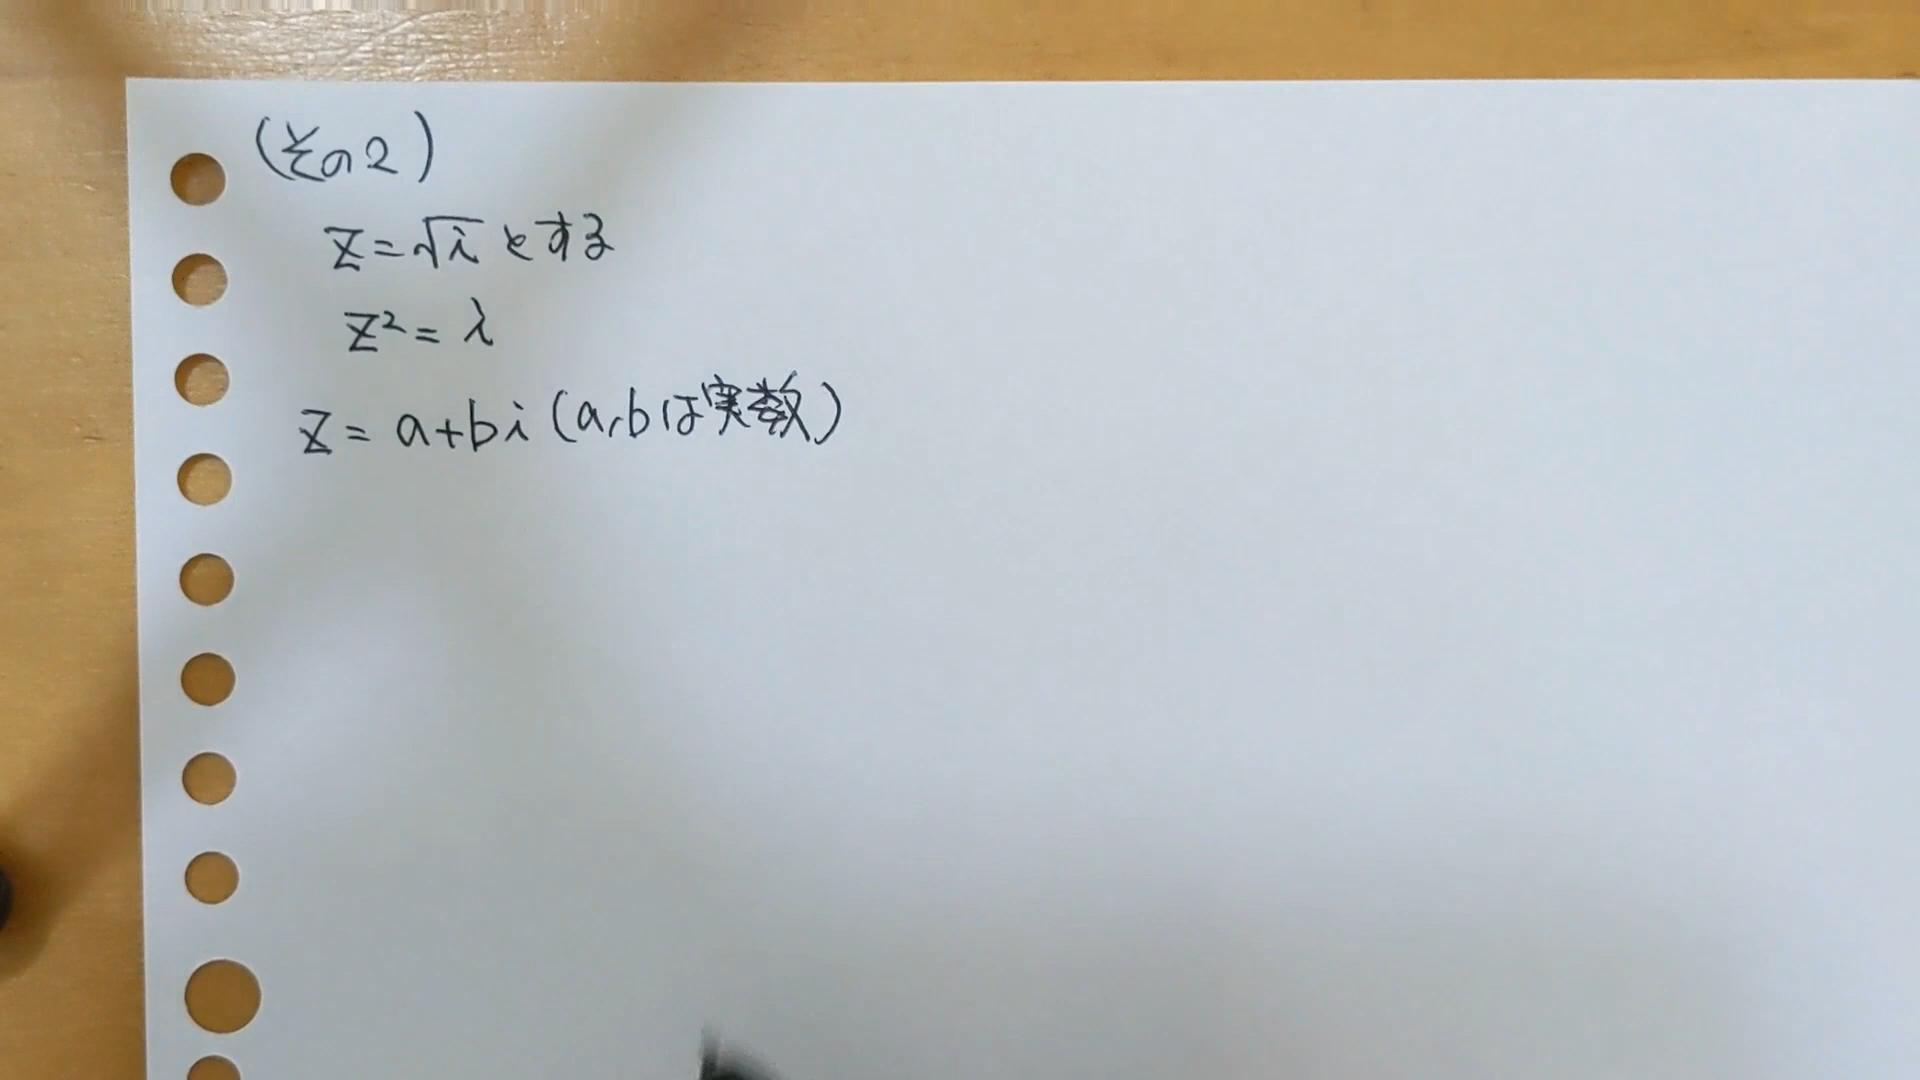 (その2)
z=√i とする
z²= i
z= a+bi (a,bは実数)